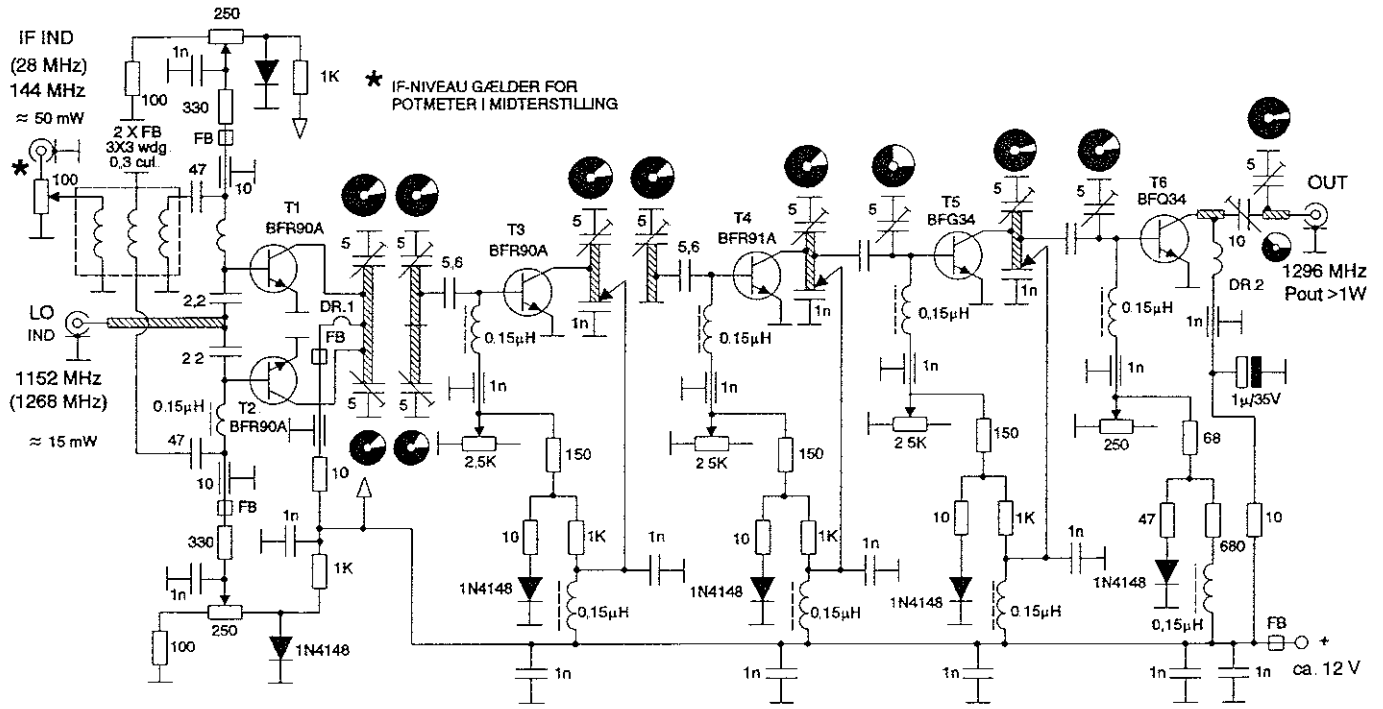 250
IF IND
(28 MHz)
144 MHz
≈ 50 mW
1n
100
330
1K
* IF-NIVEAU GÆLDER FOR
POTMETER I MIDTERSTILLING
FB
2 X FB
3X3 wdg.
0,3 cul.
*
100
47
10
T1
BFR90A
5
5
T3
BFR90A
5
5
T4
BFR91A
5
5
T5
BFG34
5
5
T6
BFQ34
5
OUT
10
1296 MHz
Pout >1W
5,6
5,6
2,2
DR.1
FB
1n
1n
1n
DR.2
LO
IND
2 2
0.15µH
0.15µH
0,15µH
0,15µH
1152 MHz
(1268 MHz)
≈ 15 mW
0.15µH
T2
BFR90A
5
5
1n
1n
1n
1n
1n
1µ/35V
47
10
FB
10
2,5K
150
2 5K
150
2 5K
150
250
68
330
1n
1K
10
1K
10
1K
10
1K
47
680
10
1n
1n
1n
1n
1N4148
1N4148
1N4148
1N4148
0,15µH
0,15µH
0.15µH
0,15µH
100
250
1N4148
FB
+
ca. 12 V
1n
1n
1n
1n
1n